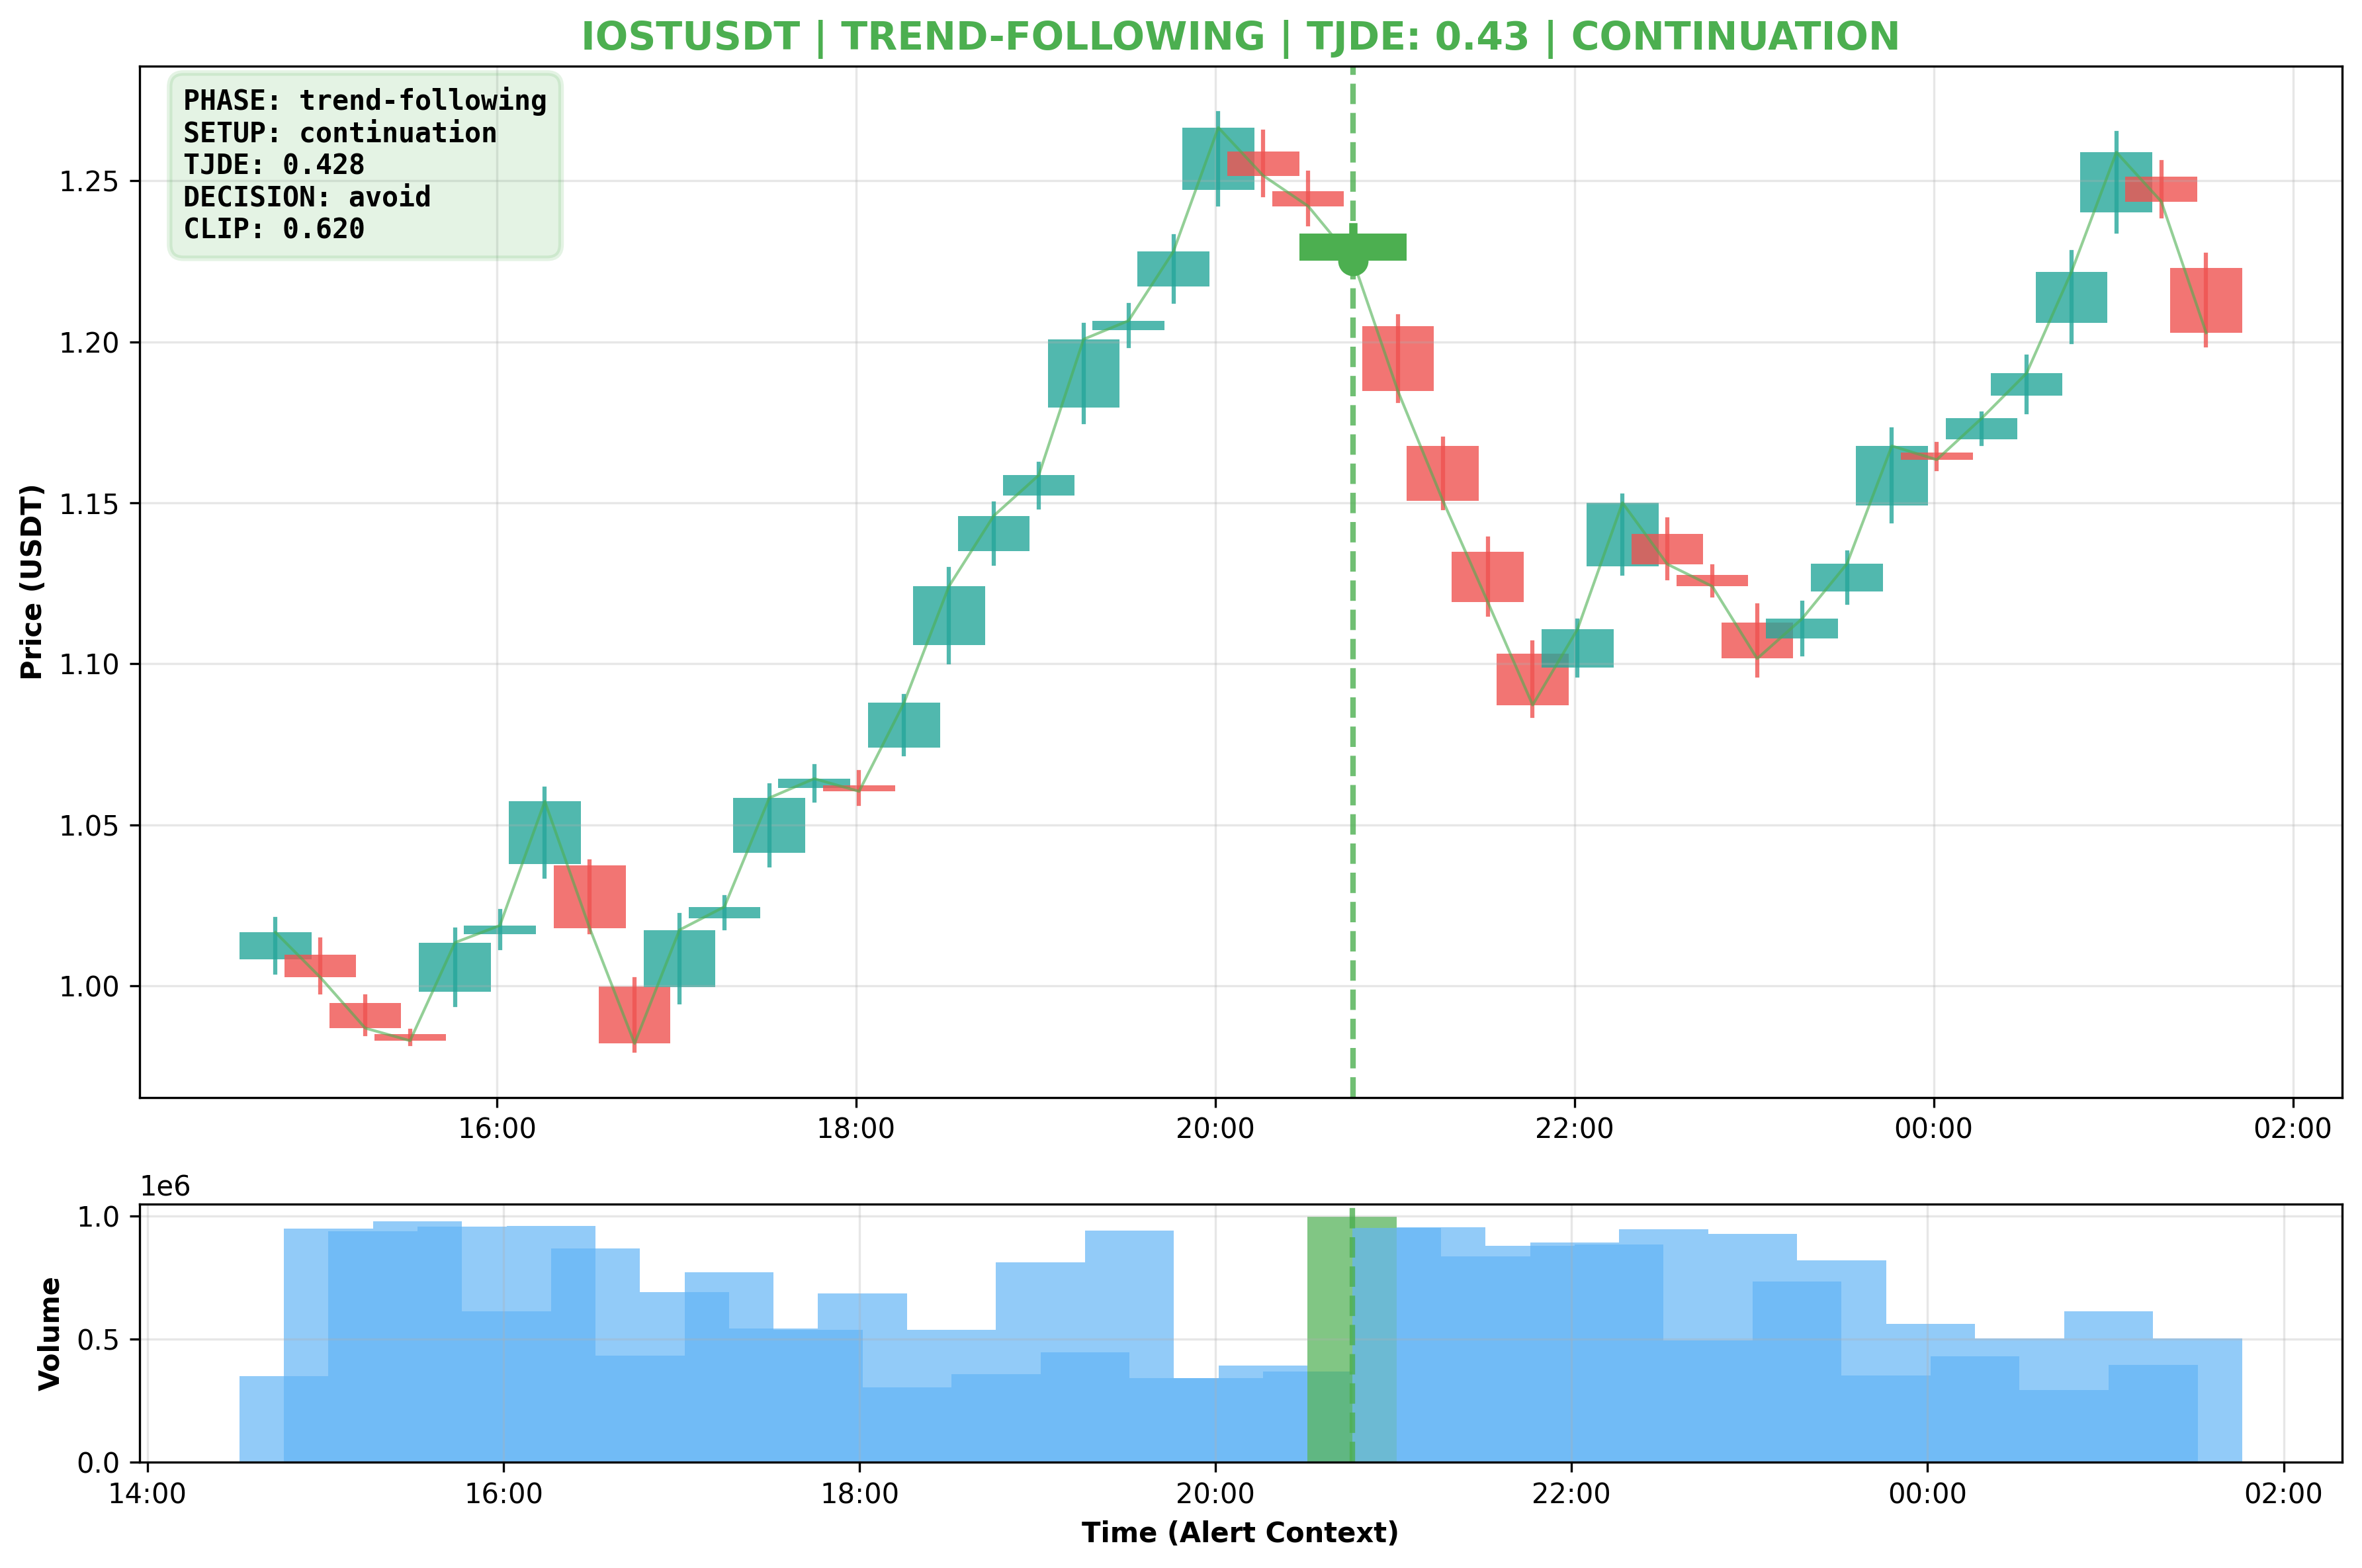 IOSTUSDT | TREND-FOLLOWING | TJDE: 0.43 | CONTINUATION
PHASE: trend-following
SETUP: continuation
TJDE: 0.428
DECISION: avoid
CLIP: 0.620
Price (USDT)
1.25
1.20
1.15
1.10
1.05
1.00
16:00 18:00 20:00 22:00 00:00 02:00
1e6
Volume
1.0
0.5
0.0
14:00 16:00 18:00 20:00 22:00 00:00 02:00
Time (Alert Context)